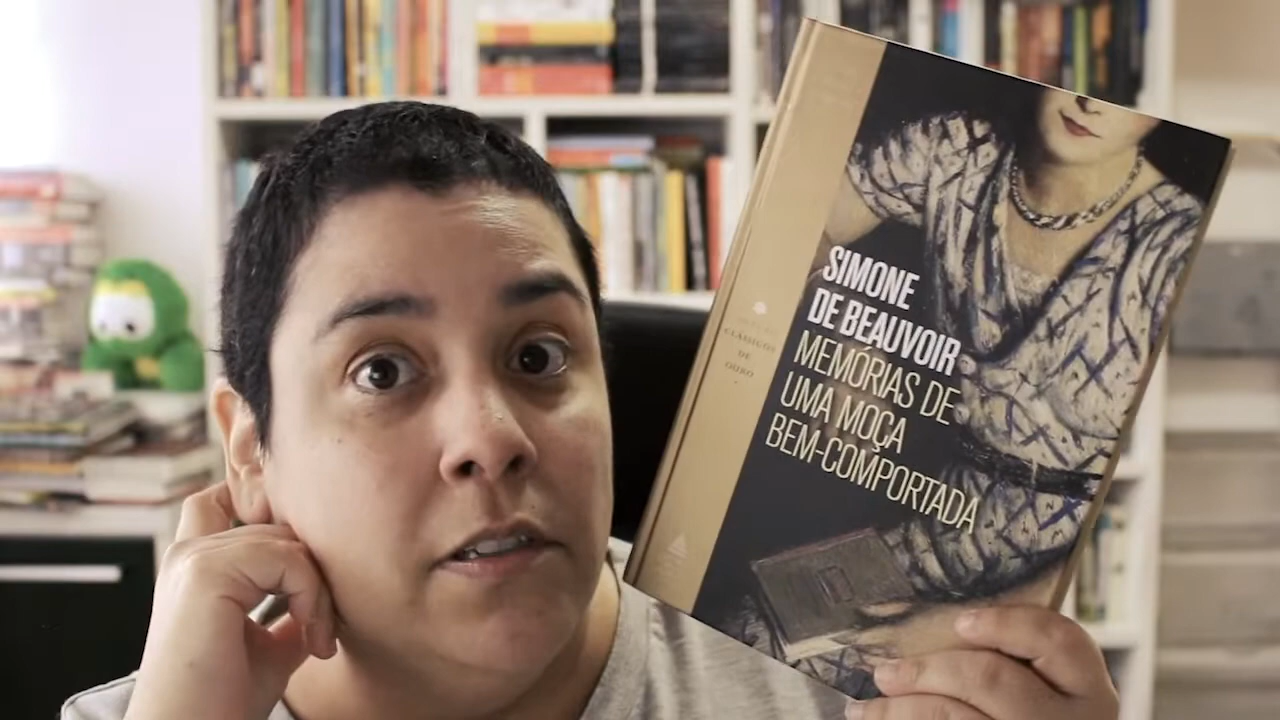 SIMONE
DE BEAUVOIR
MEMÓRIAS DE
UMA MOÇA
BEM-COMPORTADA
CLÁSSICOS
DE
OURO